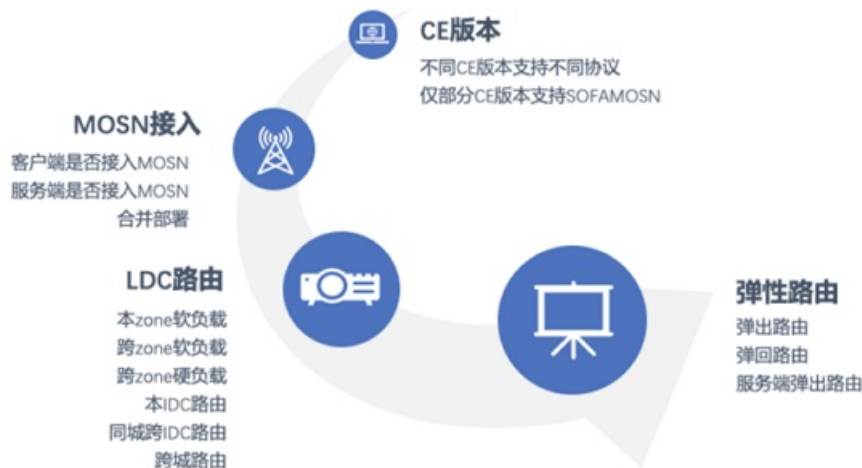 CE版本
不同CE版本支持不同协议
仅部分CE版本支持SOFAMOSN
MOSN接入
客户端是否接入MOSN
服务端是否接入MOSN
合并部署
LDC路由
本zone软负载
跨zone软负载
跨zone硬负载
本IDC路由
同城跨IDC路由
跨城路由
弹性路由
弹出路由
弹回路由
服务端弹出路由